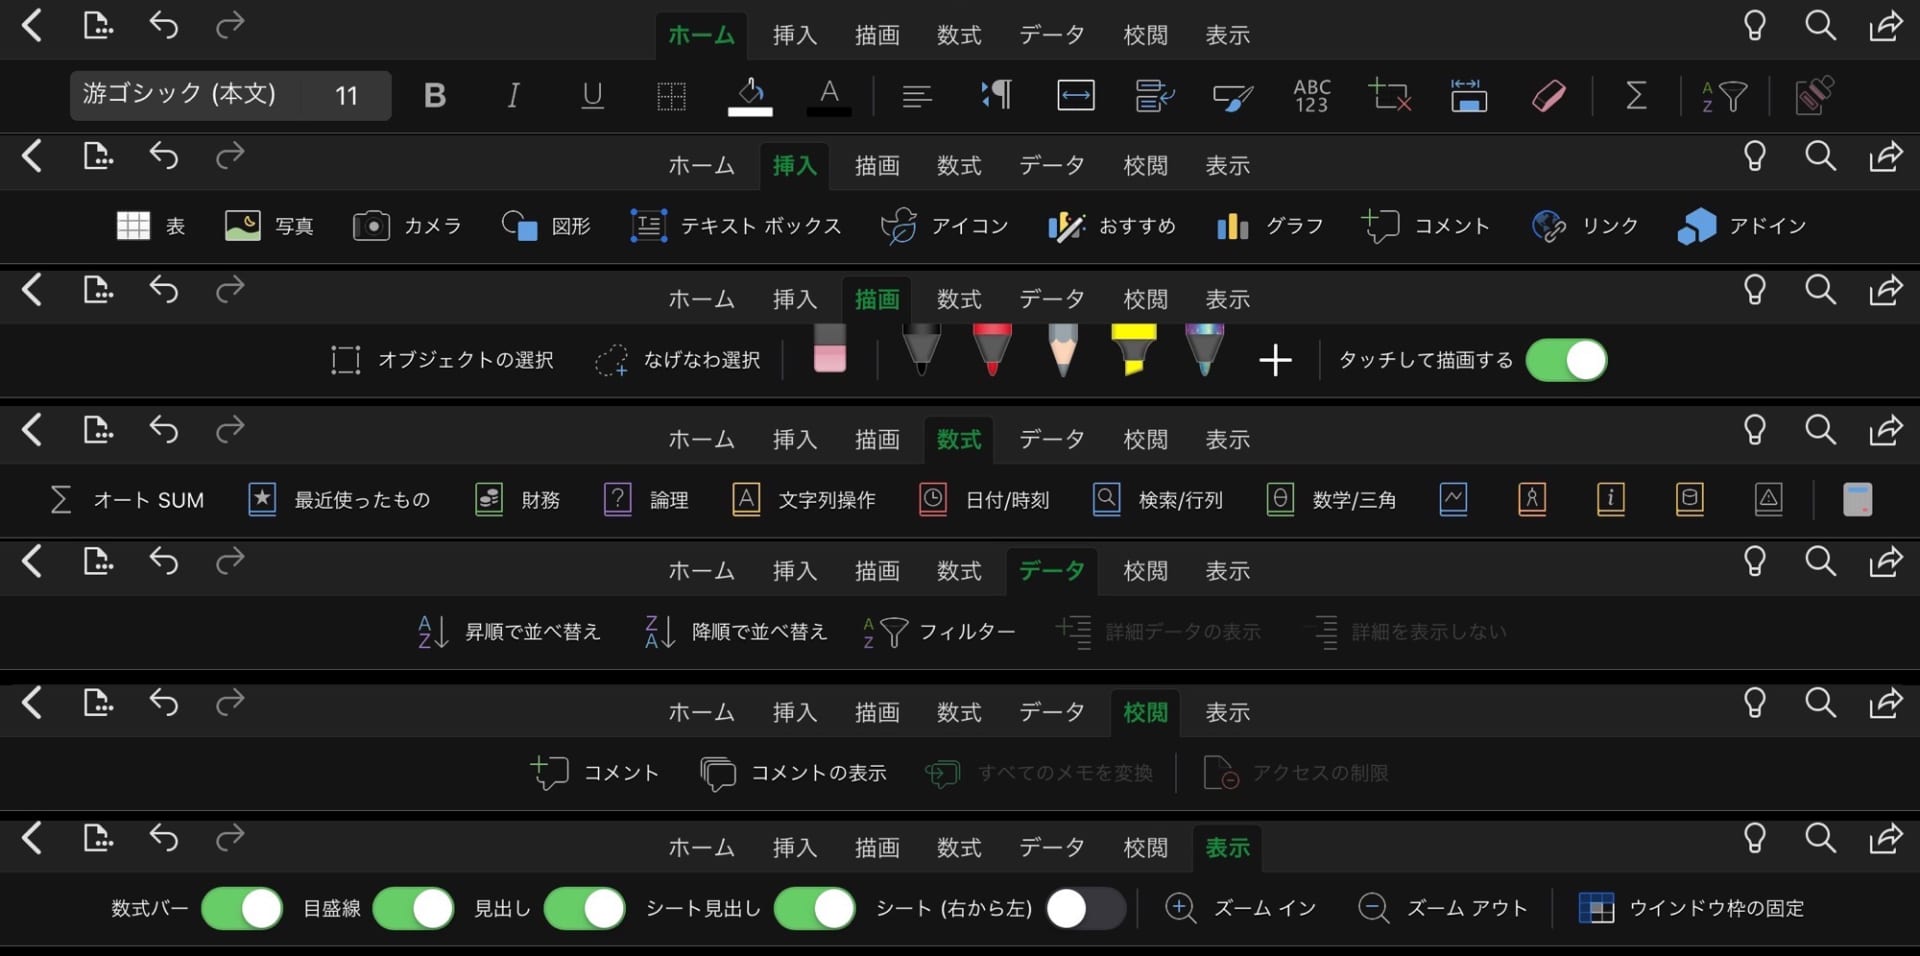 ホーム 挿入 描画 数式 データ 校閲 表示
游ゴシック (本文) 11 B I U A ABC 123 Σ A Z
ホーム 挿入 描画 数式 データ 校閲 表示
表 写真 カメラ 図形 テキスト ボックス アイコン おすすめ グラフ コメント リンク アドイン
ホーム 挿入 描画 数式 データ 校閲 表示
オブジェクトの選択 なげなわ選択 タッチして描画する
ホーム 挿入 描画 数式 データ 校閲 表示
Σ オート SUM 最近使ったもの ? 財務 論理 A 文字列操作 日付/時刻 検索/行列 θ 数学/三角 i
ホーム 挿入 描画 数式 データ 校閲 表示
A Z 昇順で並べ替え Z A 降順で並べ替え A Z フィルター 詳細データの表示 詳細を表示しない
ホーム 挿入 描画 数式 データ 校閲 表示
コメント コメントの表示 すべてのメモを変換 アクセスの制限
ホーム 挿入 描画 数式 データ 校閲 表示
数式バー 目盛線 見出し シート見出し シート (右から左) ズーム イン ズーム アウト ウインドウ枠の固定